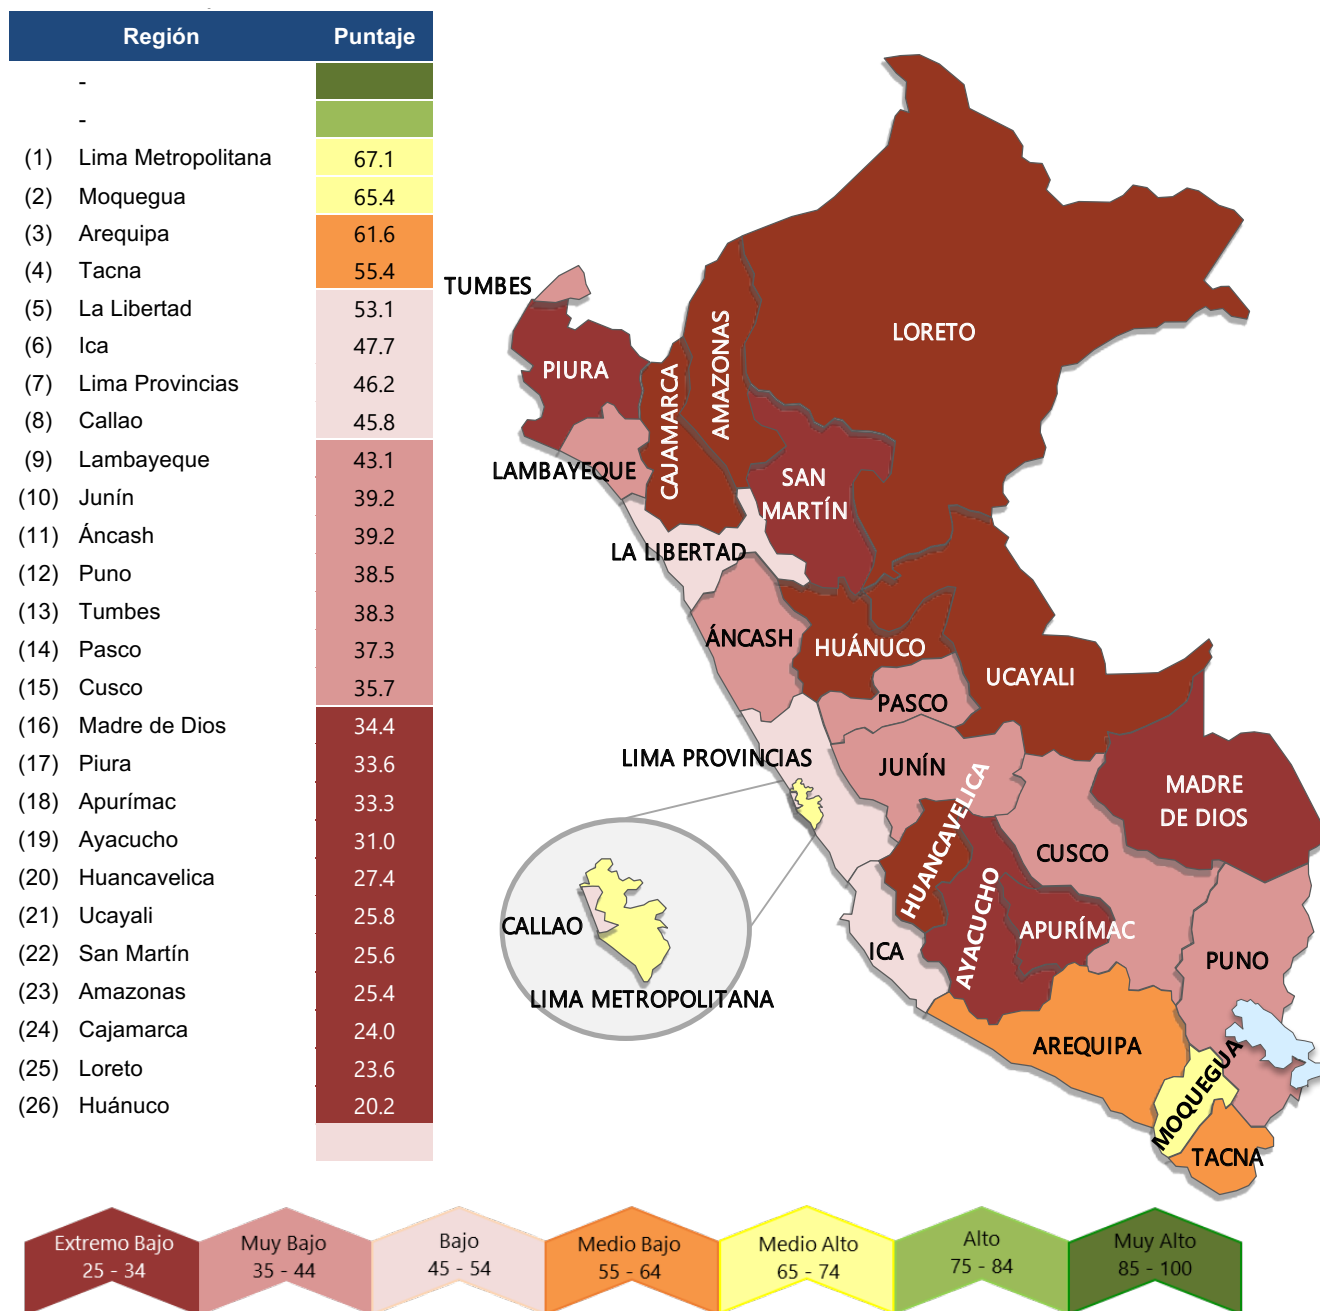 Región Puntaje
-
-
(1) Lima Metropolitana 67.1
(2) Moquegua 65.4
(3) Arequipa 61.6
(4) Tacna 55.4
(5) La Libertad 53.1
(6) Ica 47.7
(7) Lima Provincias 46.2
(8) Callao 45.8
(9) Lambayeque 43.1
(10) Junín 39.2
(11) Áncash 39.2
(12) Puno 38.5
(13) Tumbes 38.3
(14) Pasco 37.3
(15) Cusco 35.7
(16) Madre de Dios 34.4
(17) Piura 33.6
(18) Apurímac 33.3
(19) Ayacucho 31.0
(20) Huancavelica 27.4
(21) Ucayali 25.8
(22) San Martín 25.6
(23) Amazonas 25.4
(24) Cajamarca 24.0
(25) Loreto 23.6
(26) Huánuco 20.2
TUMBES
PIURA
LORETO
AMAZONAS
CAJAMARCA
LAMBAYEQUE
SAN
MARTÍN
LA LIBERTAD
ÁNCASH
HUÁNUCO
UCAYALI
PASCO
LIMA PROVINCIAS
JUNÍN
MADRE
DE DIOS
HUANCAVELICA
CUSCO
AYACUCHO
APURÍMAC
CALLAO
ICA
PUNO
LIMA METROPOLITANA
AREQUIPA
MOQUEGUA
TACNA
Extremo Bajo
25 - 34
Muy Bajo
35 - 44
Bajo
45 - 54
Medio Bajo
55 - 64
Medio Alto
65 - 74
Alto
75 - 84
Muy Alto
85 - 100